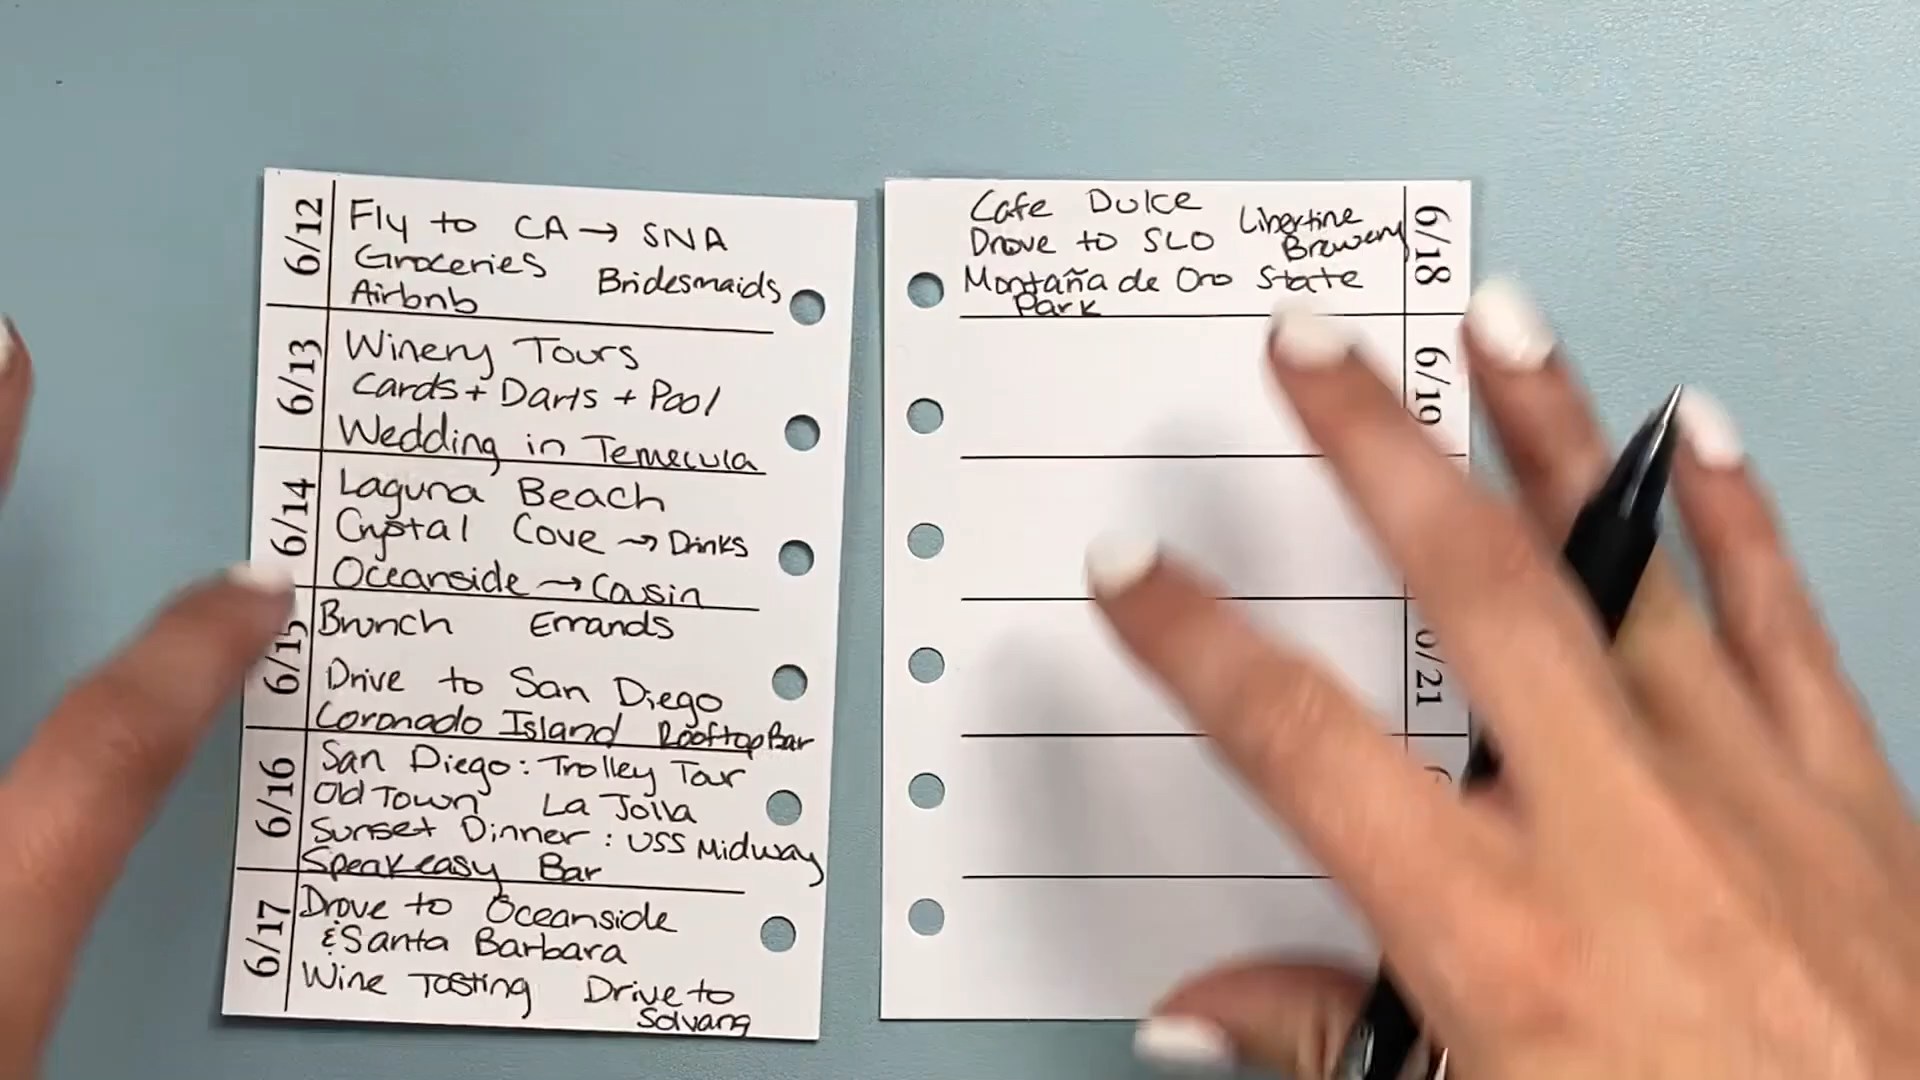 6/12
Fly to CA → SNA
Groceries Bridesmaids
Airbnb
6/13
Winery Tours
Cards + Darts + Pool
Wedding in Temecula
6/14
Laguna Beach
Crystal Cove → Drinks
Oceanside → Cousin
6/15
Brunch Errands
Drive to San Diego
Coronado Island Rooftop Bar
6/16
San Diego: Trolley Tour
Old Town La Jolla
Sunset Dinner: USS Midway
Speakeasy Bar
6/17
Drove to Oceanside
& Santa Barbara
Wine Tasting Drive to
Solvang
6/18
Cafe Dulce Libertine
Drove to SLO Brewery
Montaña de Oro State
Park
6/19
/21